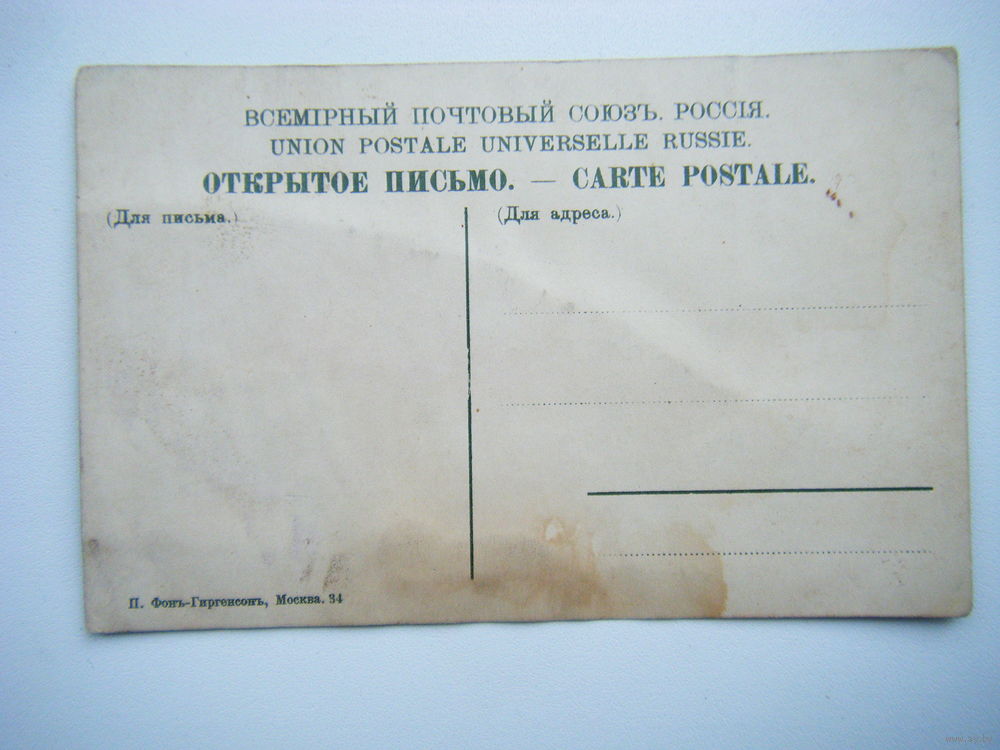 ВСЕМІРНЫЙ ПОЧТОВЫЙ СОЮЗЪ. РОССІЯ.
UNION POSTALE UNIVERSELLE RUSSIE.
ОТКРЫТОЕ ПИСЬМО. — CARTE POSTALE.
(Для письма.) (Для адреса.)
П. Фонъ-Гиргенсонъ, Москва. 34